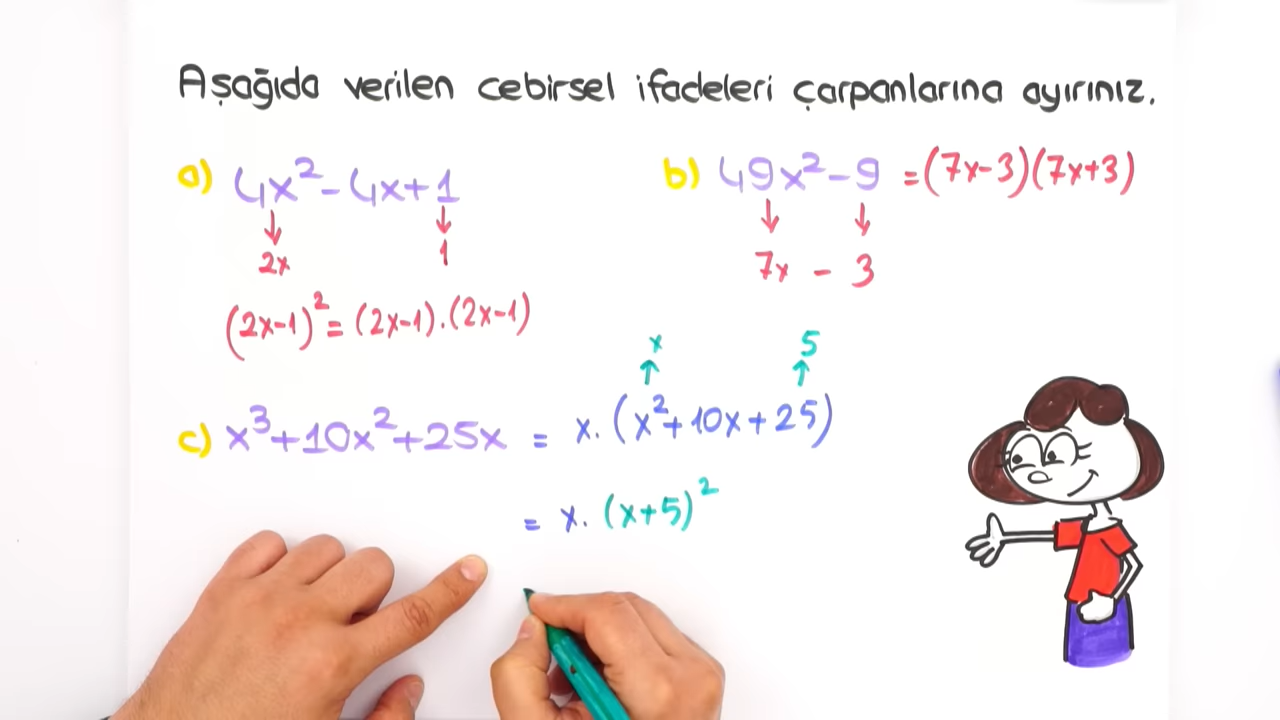 Aşağıda verilen cebirsel ifadeleri çarpanlarına ayırınız.
a) 4x² - 4x + 1
2x 1
(2x-1)² = (2x-1).(2x-1)
b) 49x² - 9 = (7x-3)(7x+3)
7x - 3
x 5
c) x³ + 10x² + 25x = x.(x² + 10x + 25)
= x.(x+5)²